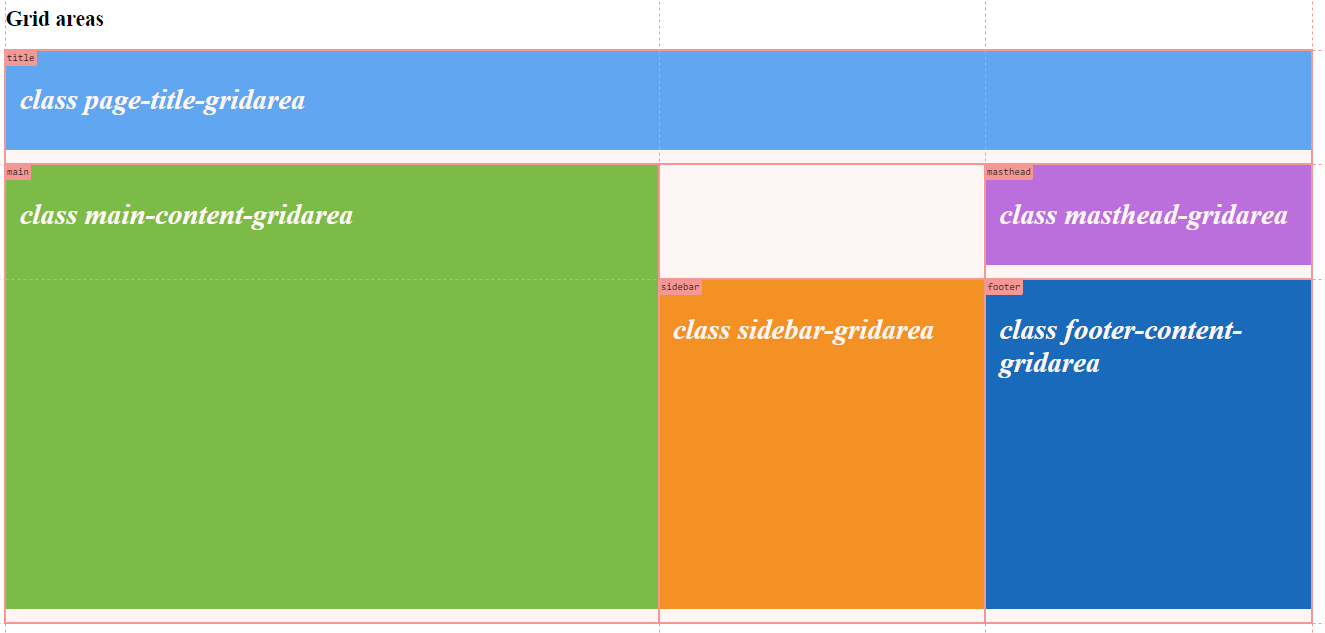 Grid areas
title
class page-title-gridarea
main
class main-content-gridarea
masthead
class masthead-gridarea
sidebar
class sidebar-gridarea
footer
class footer-content-
gridarea